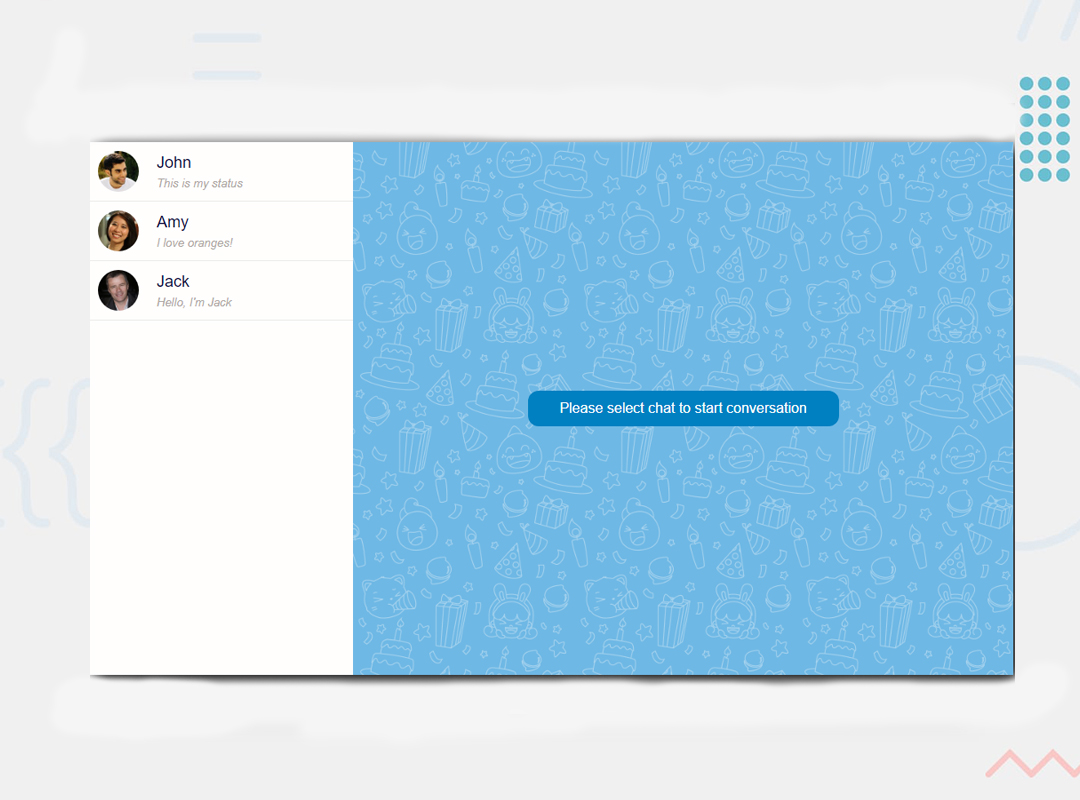 John
This is my status
Amy
I love oranges!
Jack
Hello, I'm Jack
Please select chat to start conversation